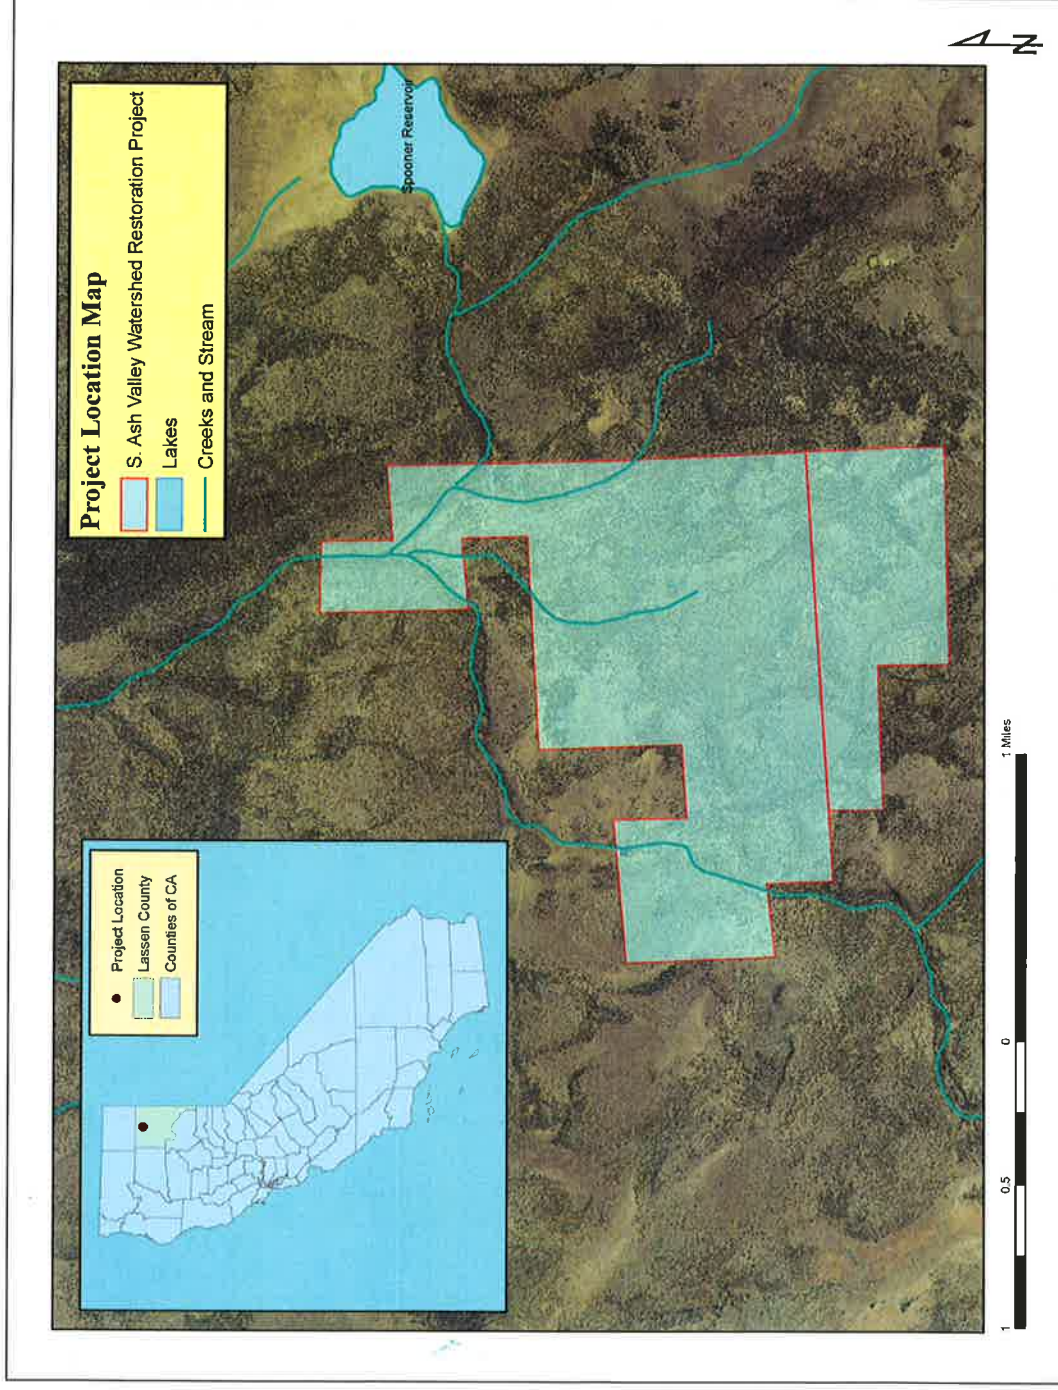 Project Location Map
S. Ash Valley Watershed Restoration Project
Lakes
Creeks and Stream
Spooner Reservoir
Project Location
Lassen County
Counties of CA
1 0.5 0 1 Miles
N